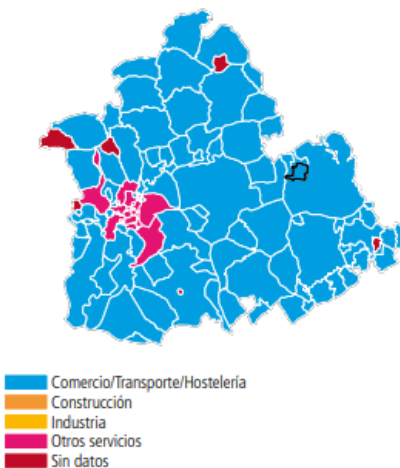 Comercio/Transporte/Hostelería
Construcción
Industria
Otros servicios
Sin datos